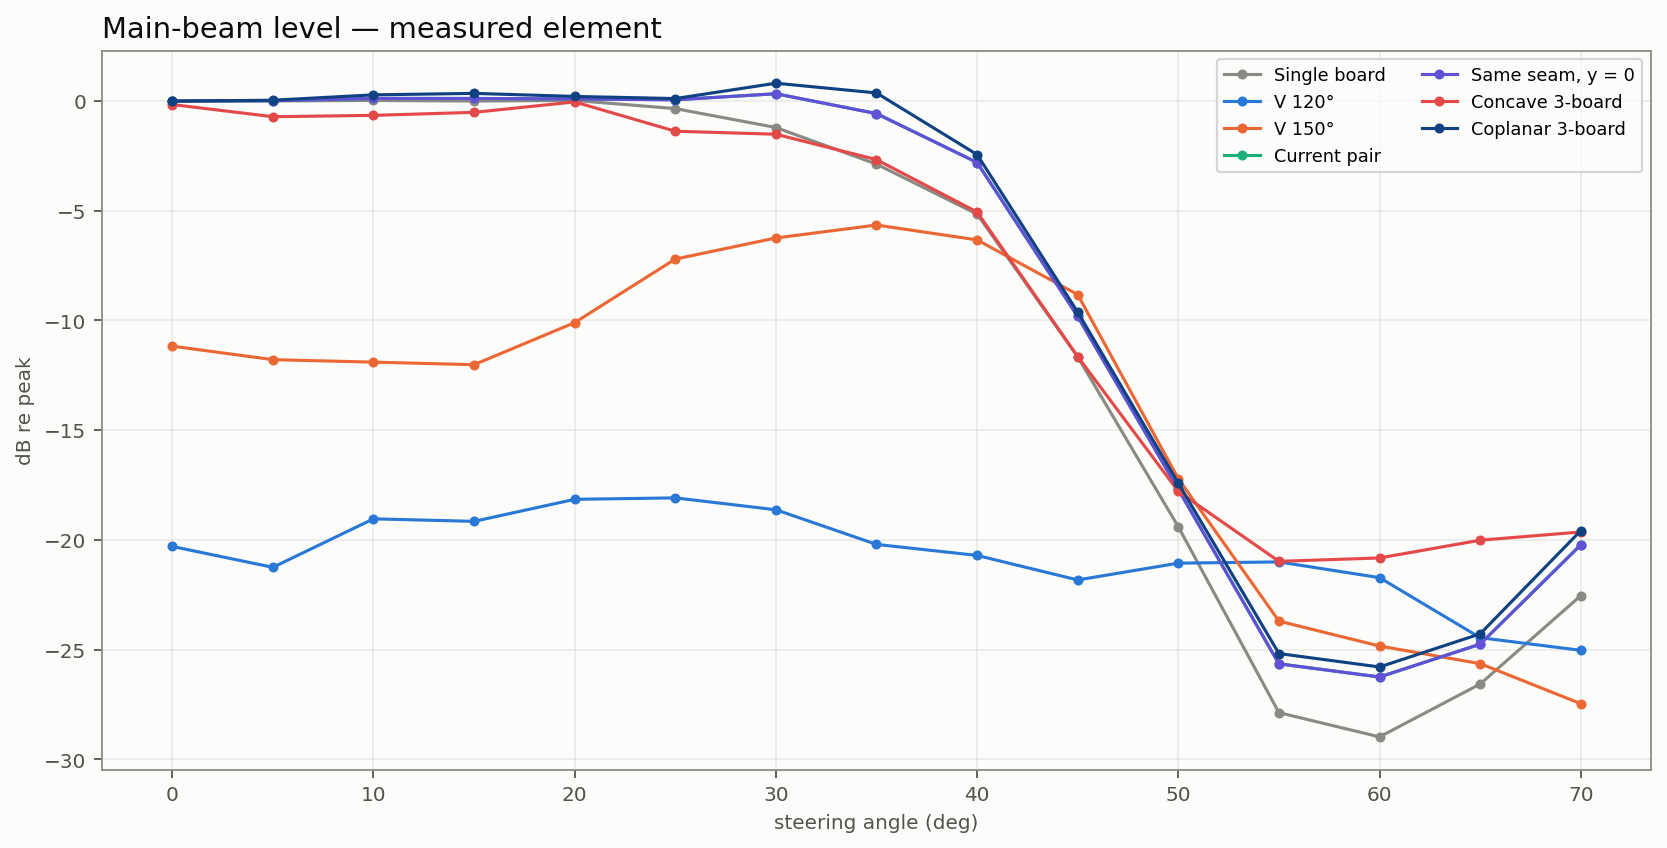 Main-beam level — measured element
Single board
V 120°
V 150°
Current pair
Same seam, y = 0
Concave 3-board
Coplanar 3-board
dB re peak
0
−5
−10
−15
−20
−25
−30
0 10 20 30 40 50 60 70
steering angle (deg)